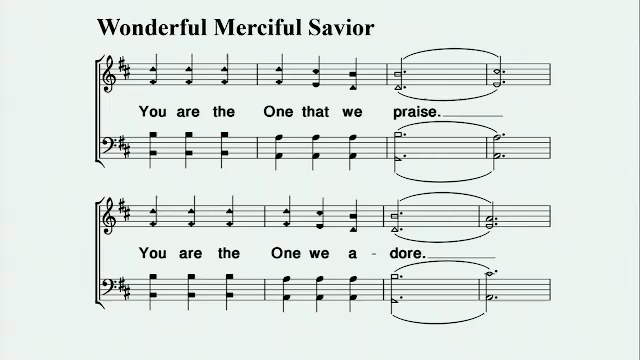 Wonderful Merciful Savior
You are the One that we praise.
You are the One we a - dore.